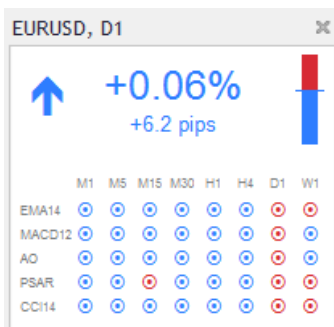 EURUSD, D1
+0.06%
+6.2 pips
M1 M5 M15 M30 H1 H4 D1 W1
EMA14
MACD12
AO
PSAR
CCI14